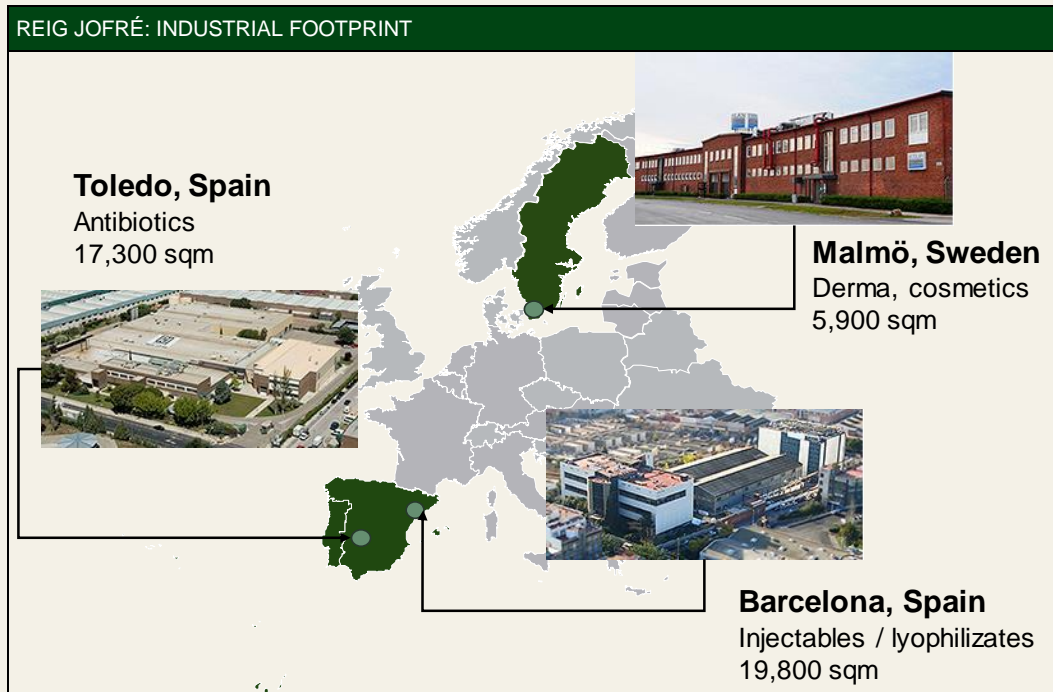 REIG JOFRÉ: INDUSTRIAL FOOTPRINT
Toledo, Spain
Antibiotics
17,300 sqm
Malmö, Sweden
Derma, cosmetics
5,900 sqm
Barcelona, Spain
Injectables / lyophilizates
19,800 sqm